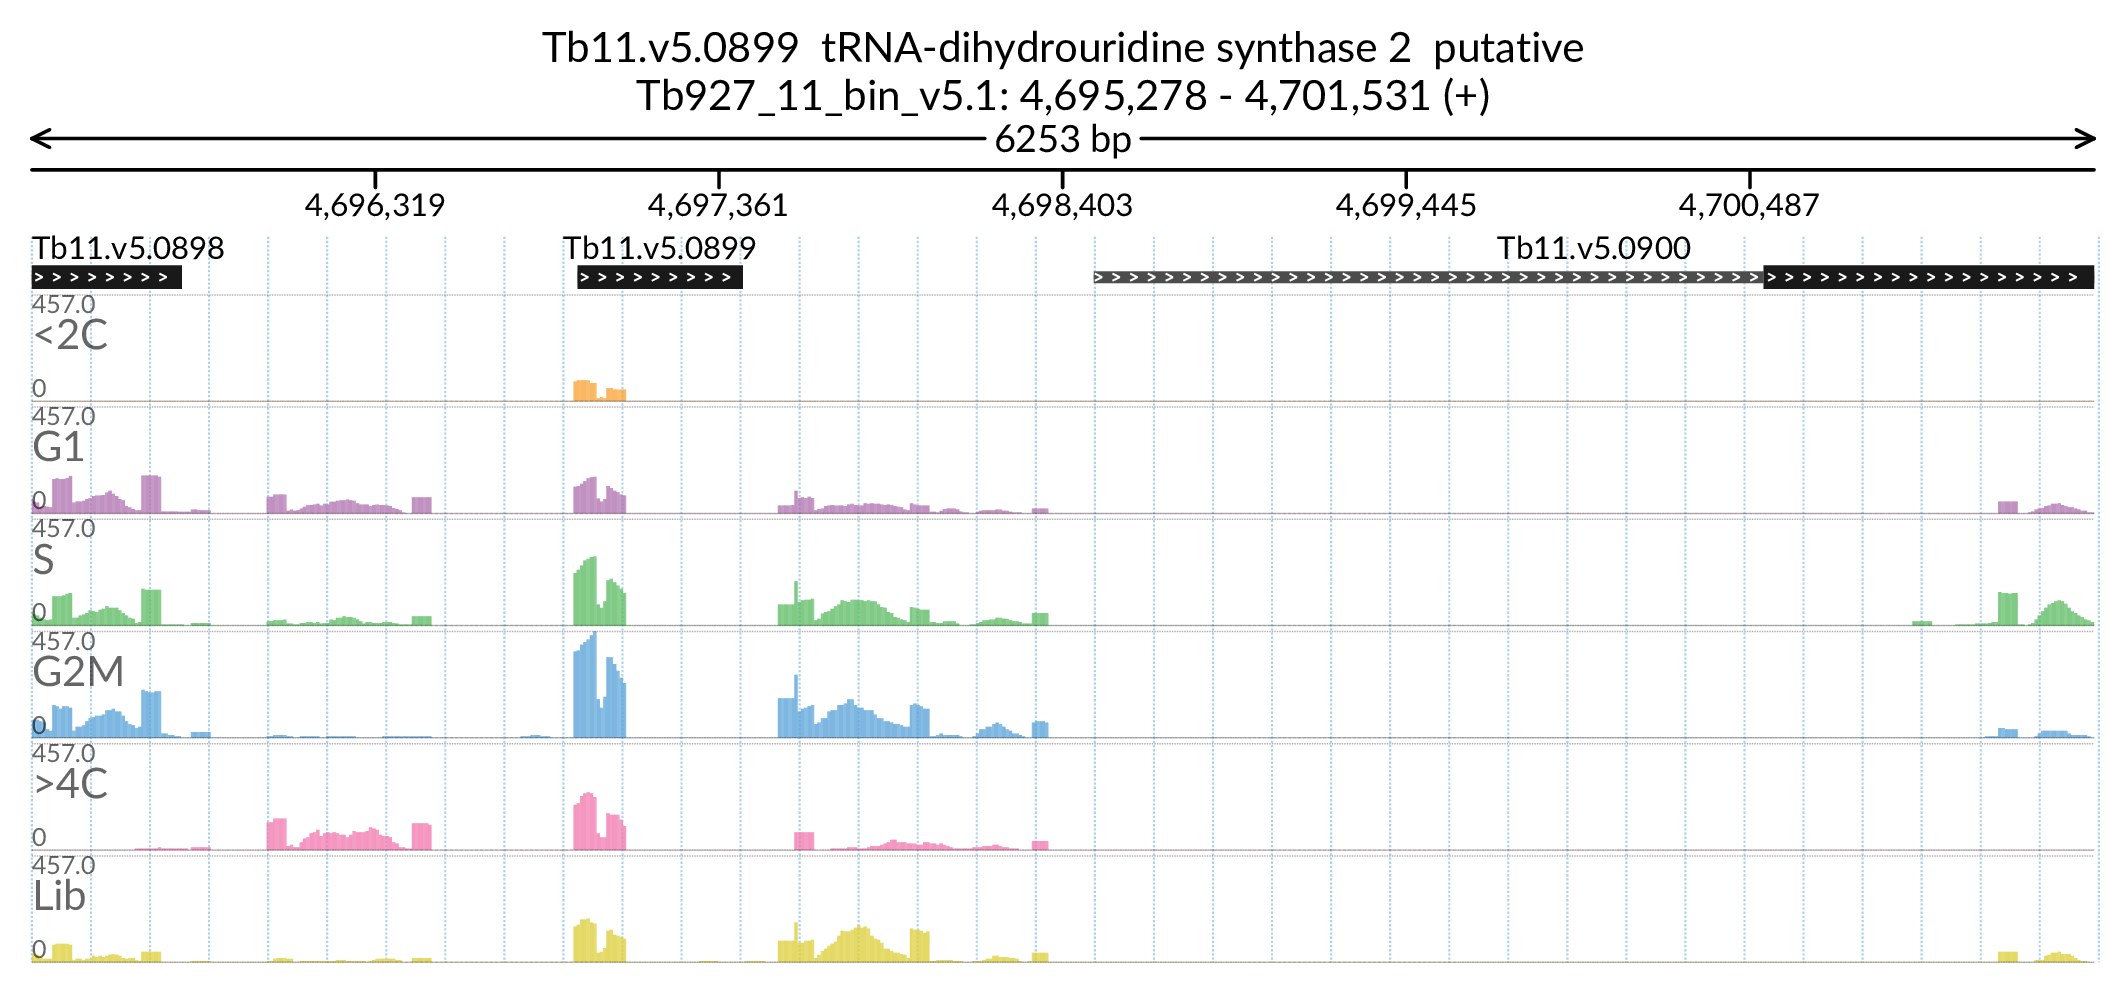 Tb11.v5.0899 tRNA-dihydrouridine synthase 2 putative
Tb927_11_bin_v5.1: 4,695,278 - 4,701,531 (+)
6253 bp
4,696,319 4,697,361 4,698,403 4,699,445 4,700,487
Tb11.v5.0898 Tb11.v5.0899 Tb11.v5.0900
457.0
<2C
0
457.0
G1
0
457.0
S
0
457.0
G2M
0
457.0
>4C
0
457.0
Lib
0